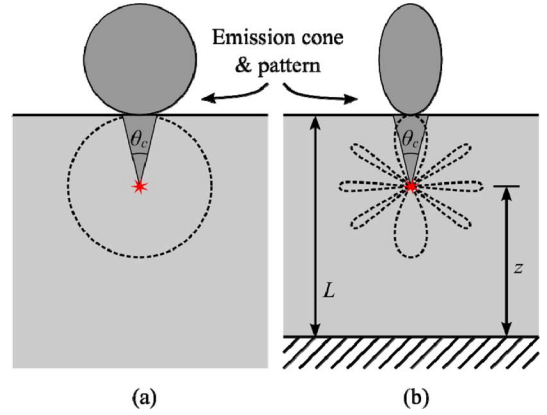 Emission cone
& pattern
θc
θc
L
z
(a)
(b)